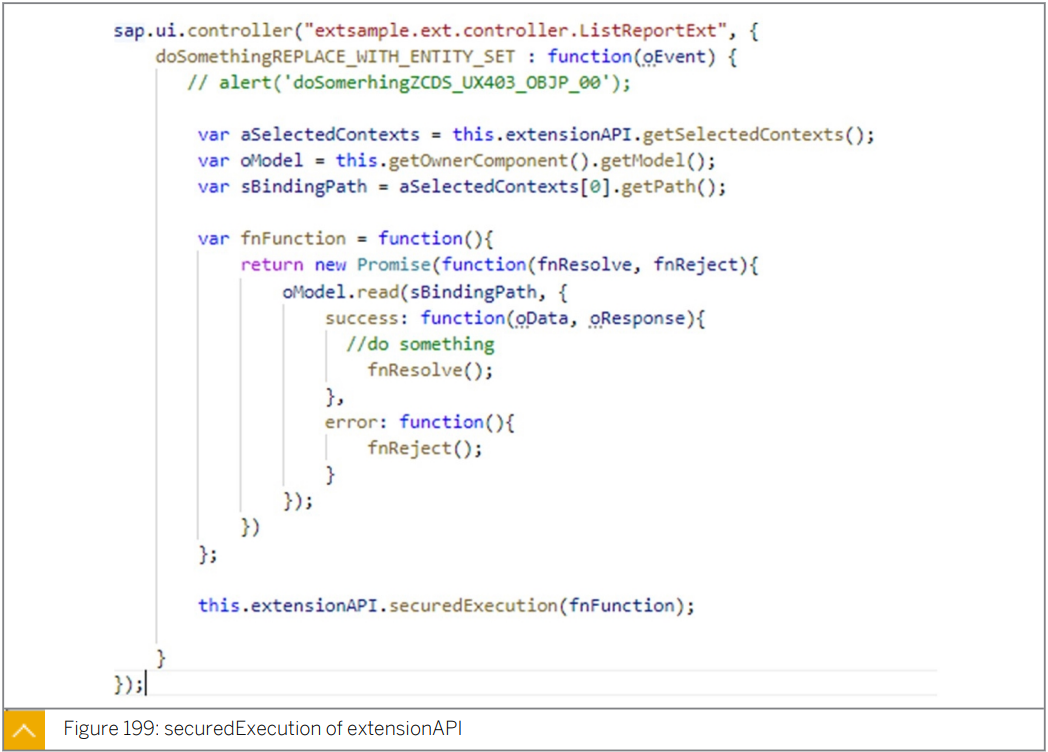 sap.ui.controller("extsample.ext.controller.ListReportExt", {
doSomethingREPLACE_WITH_ENTITY_SET : function(oEvent) {
// alert('doSomerhingZCDS_UX403_OBJP_00');
var aSelectedContexts = this.extensionAPI.getSelectedContexts();
var oModel = this.getOwnerComponent().getModel();
var sBindingPath = aSelectedContexts[0].getPath();
var fnFunction = function(){
return new Promise(function(fnResolve, fnReject){
oModel.read(sBindingPath, {
success: function(oData, oResponse){
//do something
fnResolve();
},
error: function(){
fnReject();
}
});
})
};
this.extensionAPI.securedExecution(fnFunction);
}
});
Figure 199: securedExecution of extensionAPI